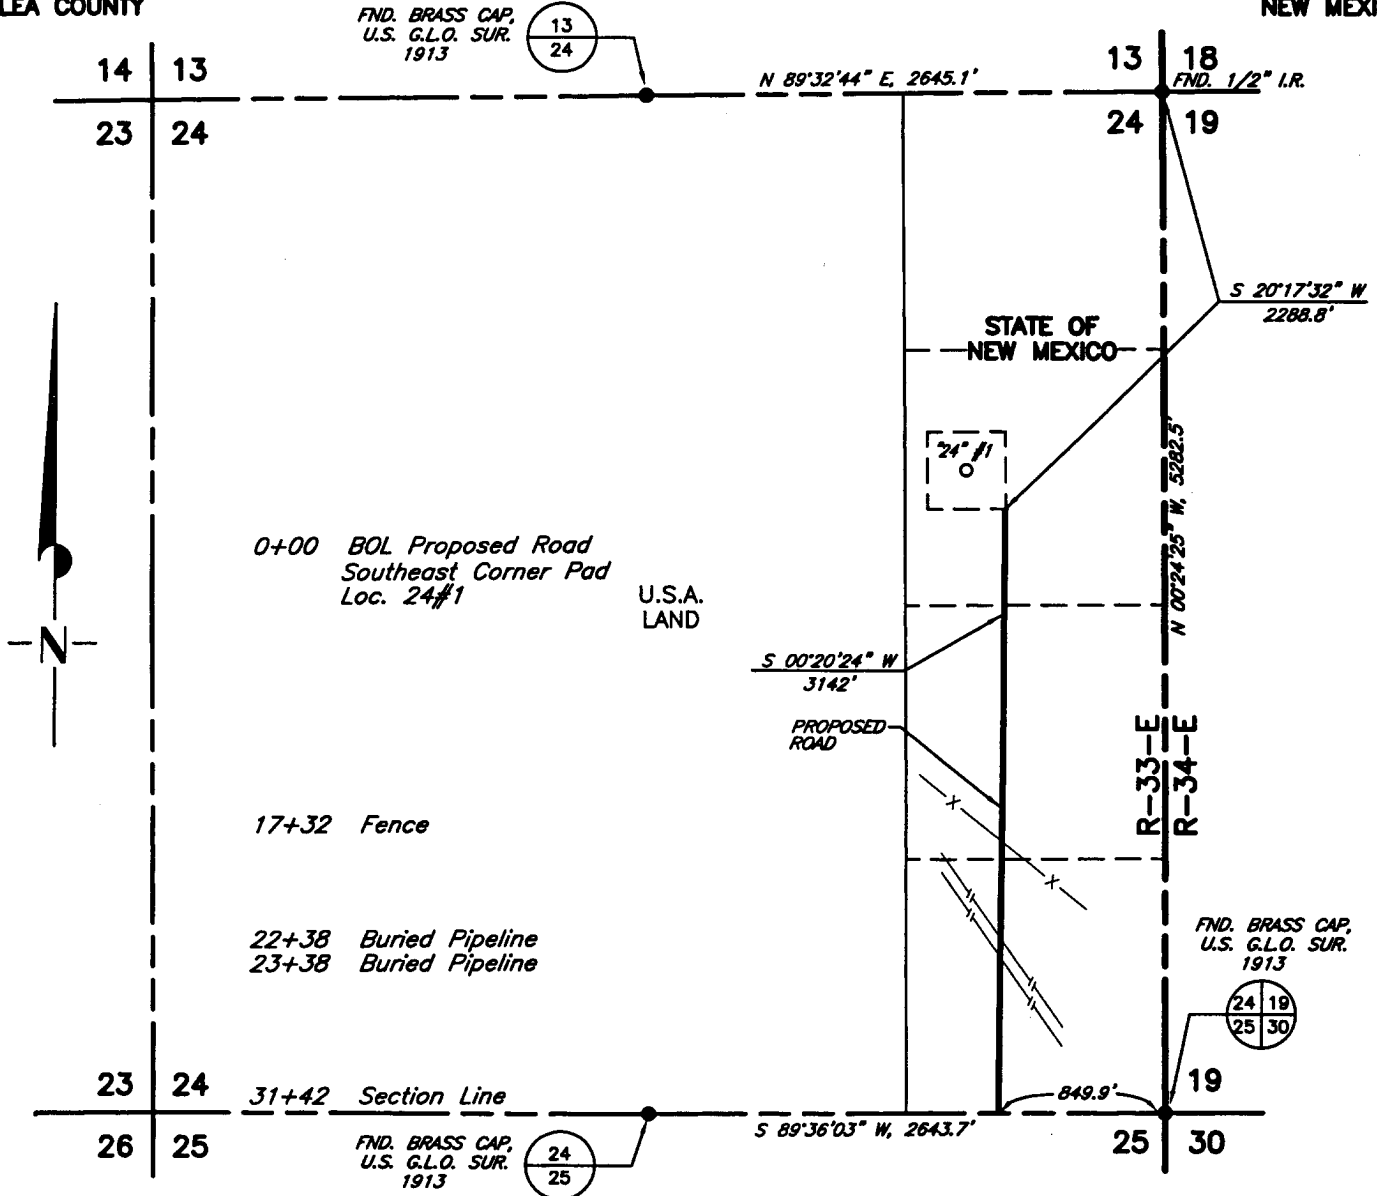 LEA COUNTY
NEW MEXI
FND. BRASS CAP,
U.S. G.L.O. SUR.
1913
13
24
14 13
23 24
N 89°32'44" E, 2645.1'
13 18
FND. 1/2" I.R.
24 19
S 20°17'32" W
2288.8'
STATE OF
NEW MEXICO
"24" #1
N 00°24'25" W, 5282.5'
0+00 BOL Proposed Road
Southeast Corner Pad
Loc. 24#1
U.S.A.
LAND
N
S 00°20'24" W
3142'
PROPOSED
ROAD
R-33-E
R-34-E
17+32 Fence
22+38 Buried Pipeline
23+38 Buried Pipeline
FND. BRASS CAP,
U.S. G.L.O. SUR.
1913
24 19
25 30
23 24
31+42 Section Line
849.9'
19
26 25
S 89°36'03" W, 2643.7'
25 30
FND. BRASS CAP,
U.S. G.L.O. SUR.
1913
24
25